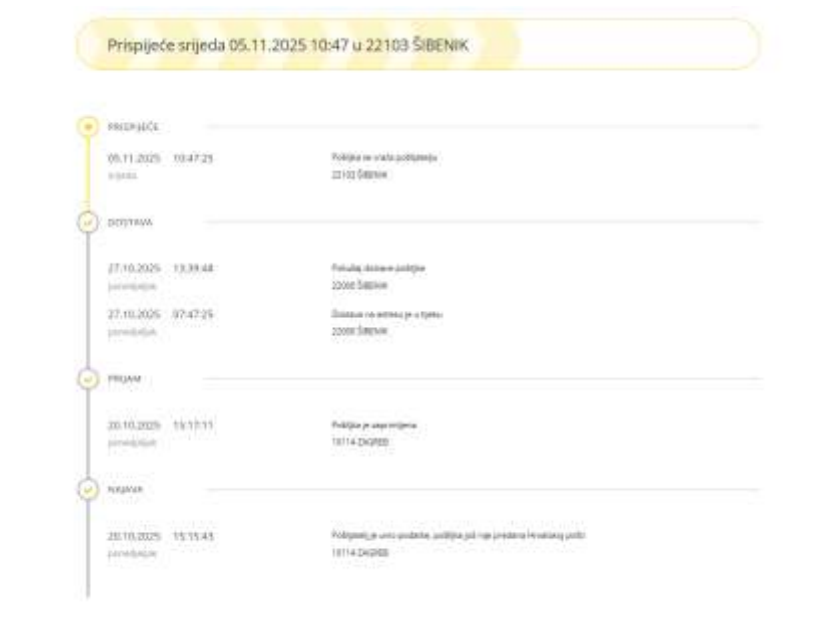 Prispijeće srijeda 05.11.2025 10:47 u 22103 ŠIBENIK
PRISPIJEĆE
05.11.2025 10:47:25
Pošiljka se vraća pošiljatelju
srijeda
22103 ŠIBENIK
DOSTAVA
27.10.2025 13:39:48
Pokušaj dostave pošiljke
ponedjeljak
22000 ŠIBENIK
27.10.2025 07:47:25
Dostava na adresu je u tijeku
ponedjeljak
22000 ŠIBENIK
PRIJAM
20.10.2025 15:17:11
Pošiljka je zaprimljena
ponedjeljak
10114 ZAGREB
NAJAVA
20.10.2025 15:15:43
Pošiljatelj je unio podatke, pošiljka još nije predana Hrvatskoj pošti
ponedjeljak
10114 ZAGREB